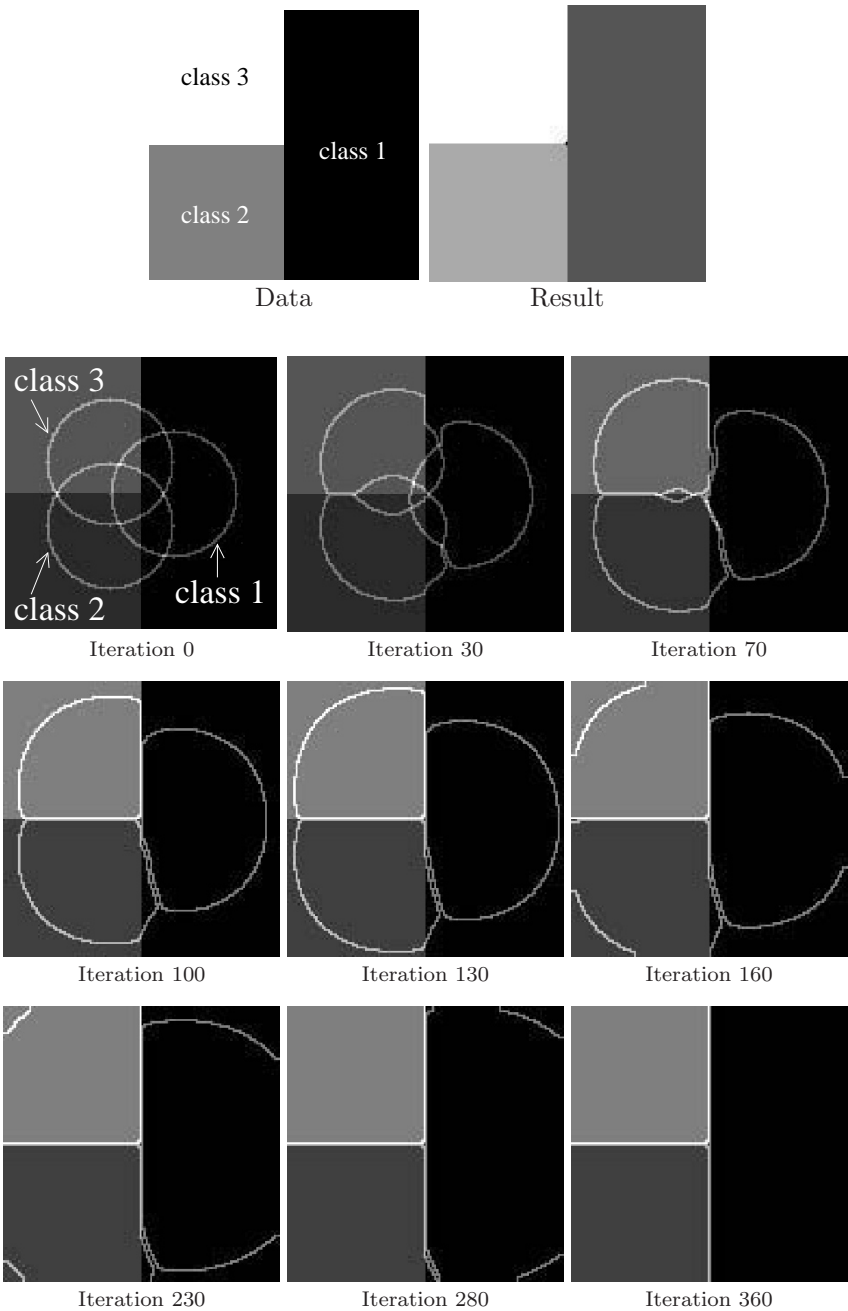 class 3
class 1
class 2
Data
Result
class 3
class 2
class 1
Iteration 0
Iteration 30
Iteration 70
Iteration 100
Iteration 130
Iteration 160
Iteration 230
Iteration 280
Iteration 360